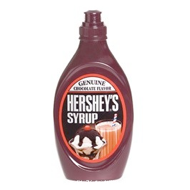 GENUINE
CHOCOLATE FLAVOR
HERSHEY'S
SYRUP